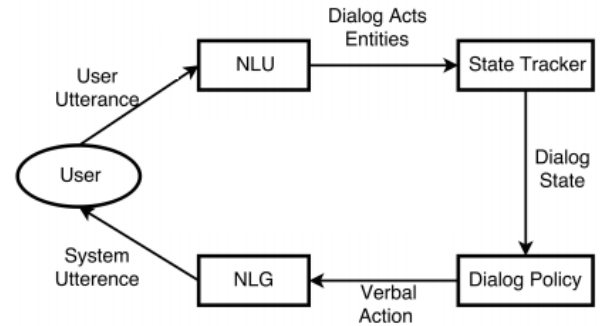 Dialog Acts
Entities
NLU
State Tracker
User
Utterance
User
Dialog
State
System
Utterence
NLG
Dialog Policy
Verbal
Action